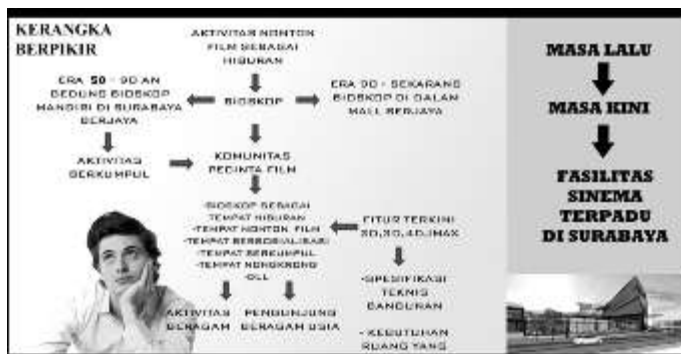 KERANGKA
BERPIKIR
AKTIVITAS NONTON
FILM SEBAGAI
HIBURAN
ERA 50 - 90 AN
GEDUNG BIOSKOP
MANDIRI DI SURABAYA
BERJAYA
BIOSKOP
ERA 90 - SEKARANG
BIOSKOP DI DALAM
MALL BERJAYA
AKTIVITAS
BERKUMPUL
KOMUNITAS
PECINTA FILM
-BIOSKOP SEBAGAI
TEMPAT HIBURAN
-TEMPAT NONTON FILM
-TEMPAT BERSOSIALISASI
-TEMPAT BERKUMPUL
-TEMPAT NONGKRONG
-DLL
FITUR TERKINI
2D,3D,4D,IMAX
-SPESIFIKASI
TEKNIS
BANGUNAN
- KEBUTUHAN
RUANG YANG
AKTIVITAS
BERAGAM
PENGUNJUNG
BERAGAM USIA
MASA LALU
MASA KINI
FASILITAS
SINEMA
TERPADU
DI SURABAYA